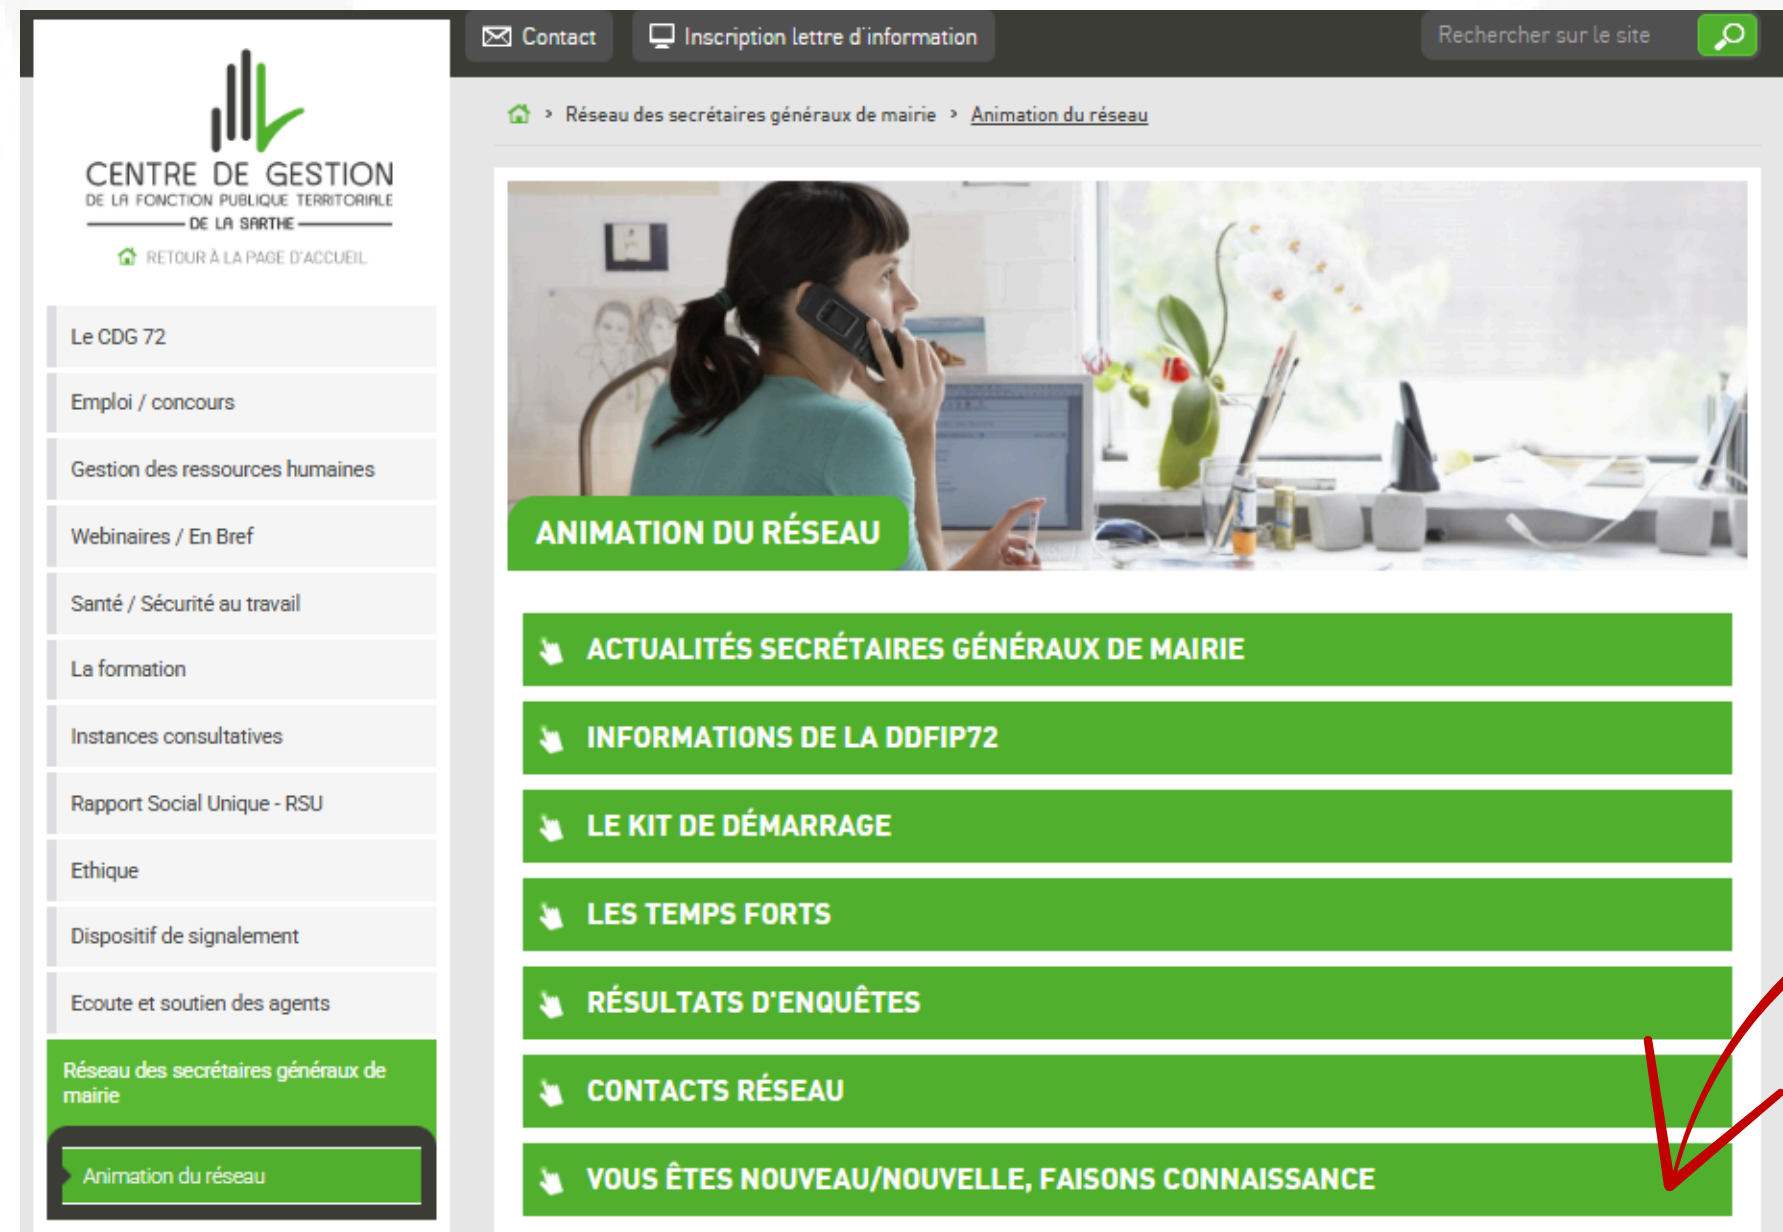 Contact
Inscription lettre d'information
Rechercher sur le site
CENTRE DE GESTION
DE LA FONCTION PUBLIQUE TERRITORIALE
DE LA SARTHE
RETOUR À LA PAGE D'ACCUEIL
Le CDG 72
Emploi / concours
Gestion des ressources humaines
Webinaires / En Bref
Santé / Sécurité au travail
La formation
Instances consultatives
Rapport Social Unique - RSU
Ethique
Dispositif de signalement
Ecoute et soutien des agents
Réseau des secrétaires généraux de
mairie
Animation du réseau
> Réseau des secrétaires généraux de mairie > Animation du réseau
ANIMATION DU RÉSEAU
ACTUALITÉS SECRÉTAIRES GÉNÉRAUX DE MAIRIE
INFORMATIONS DE LA DDFIP72
LE KIT DE DÉMARRAGE
LES TEMPS FORTS
RÉSULTATS D'ENQUÊTES
CONTACTS RÉSEAU
VOUS ÊTES NOUVEAU/NOUVELLE, FAISONS CONNAISSANCE